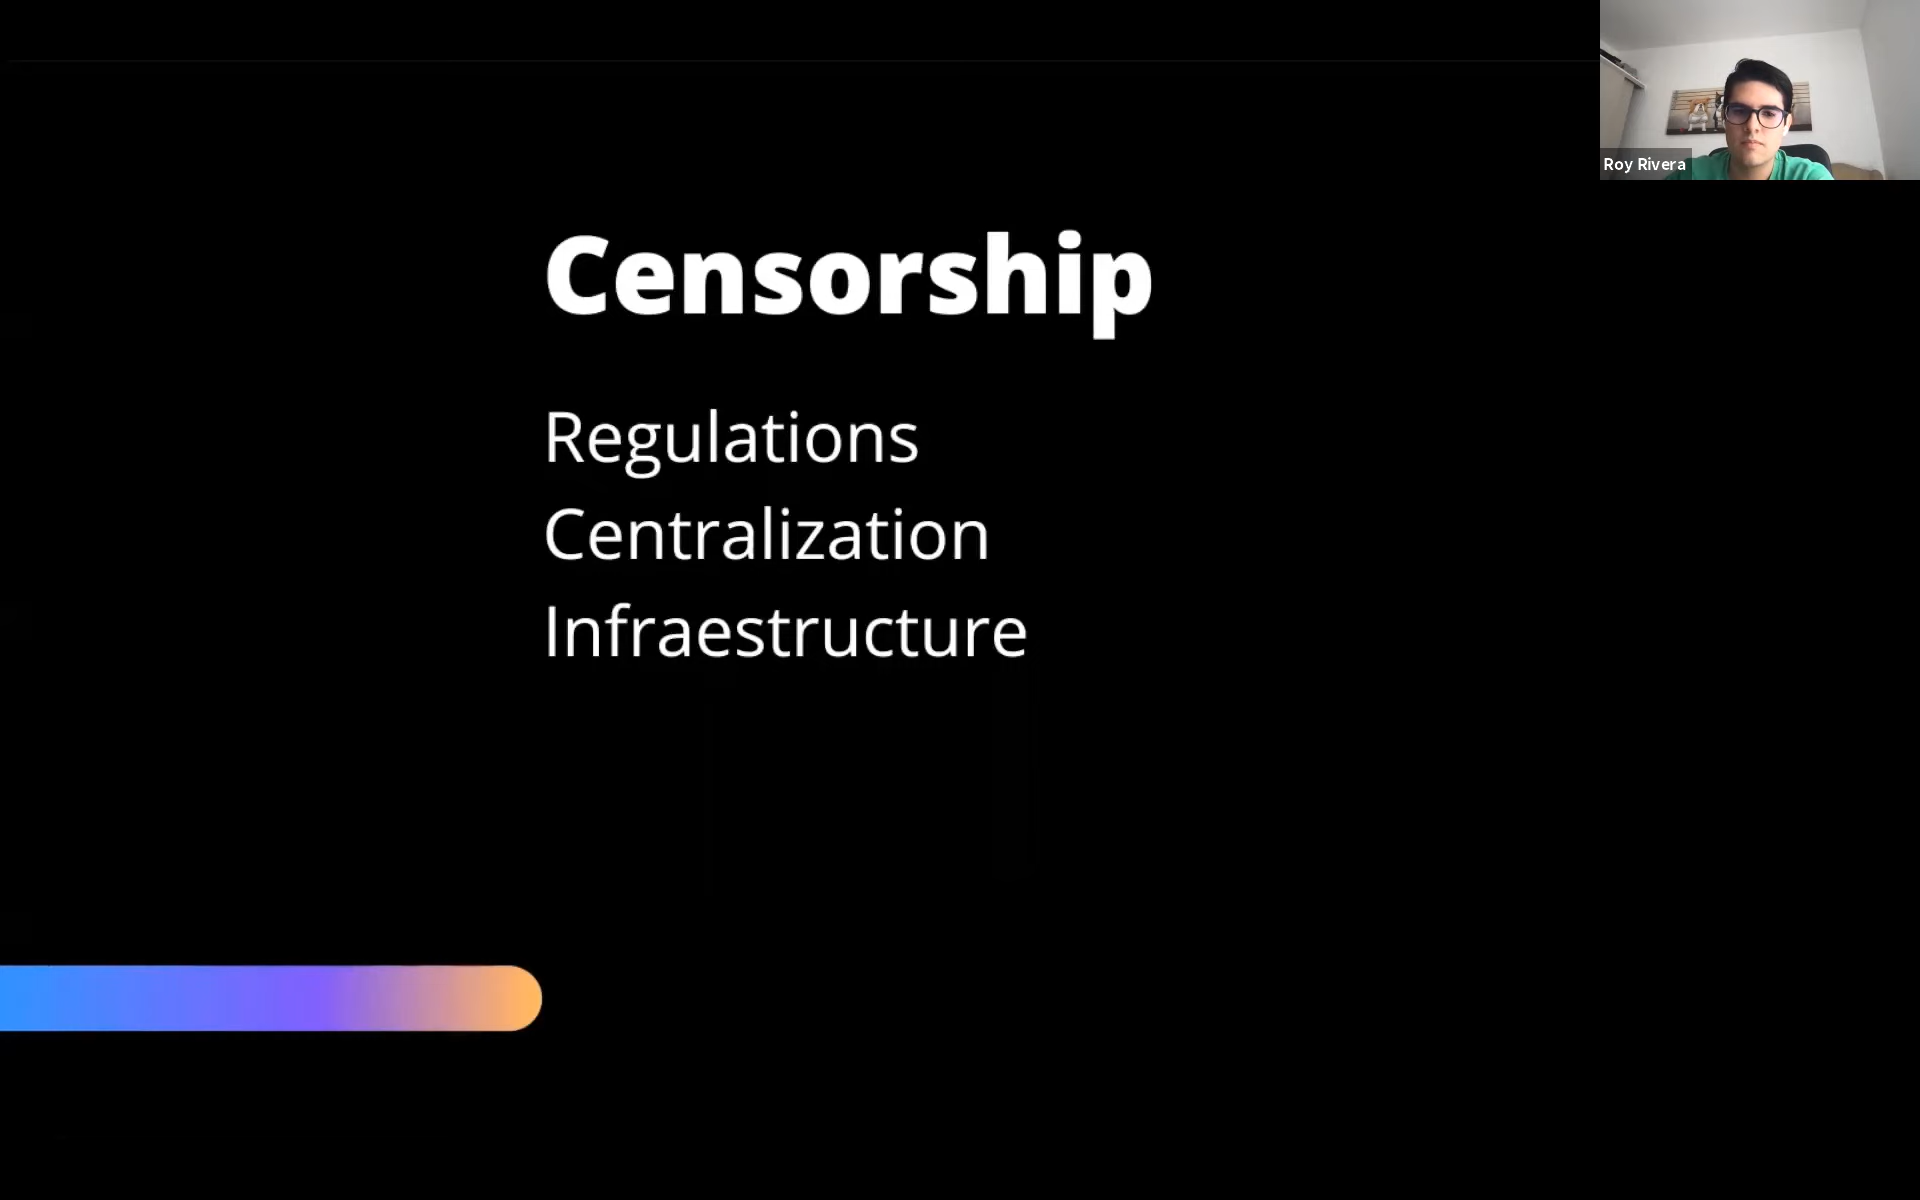 Roy Rivera
Censorship
Regulations
Centralization
Infraestructure